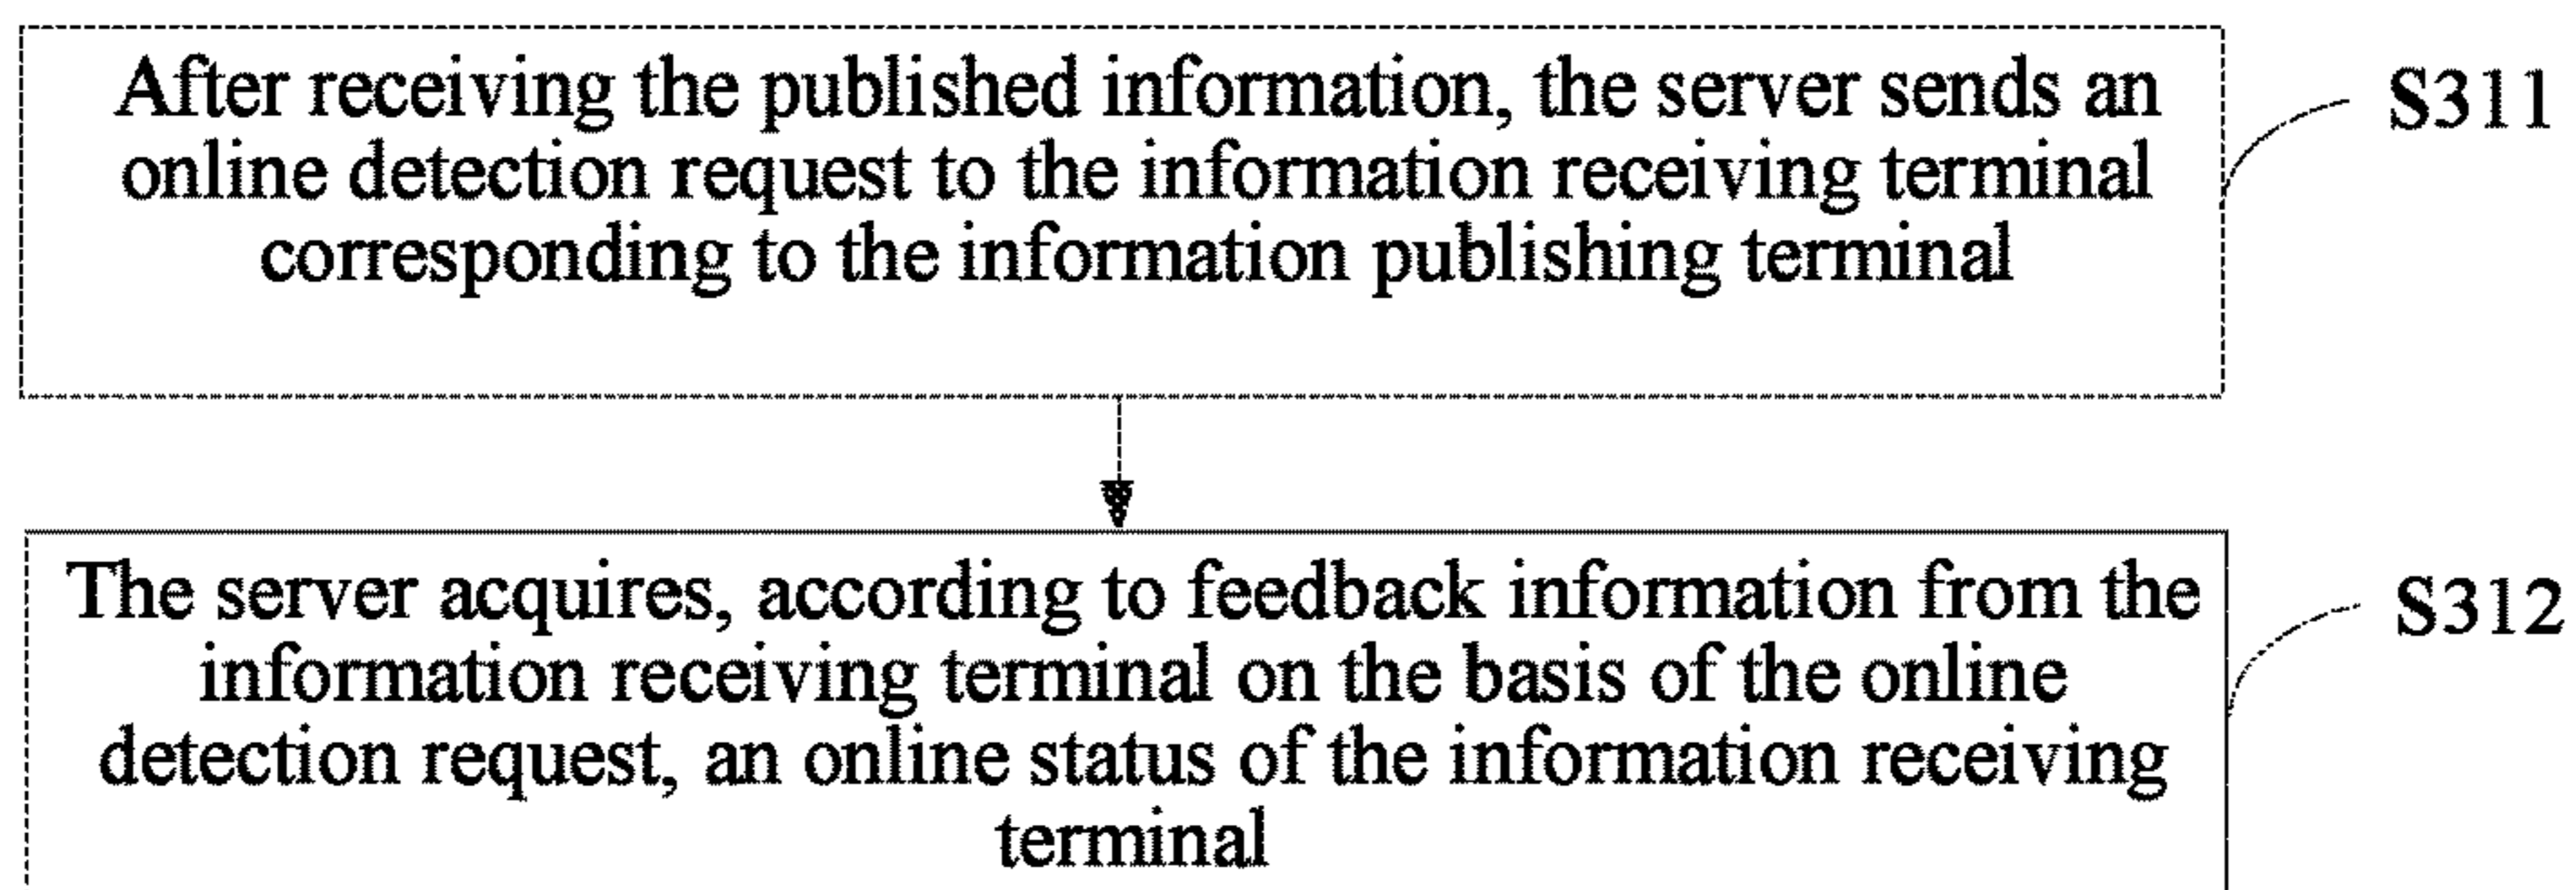 After receiving the published information, the server sends an
online detection request to the information receiving terminal
corresponding to the information publishing terminal
S311
The server acquires, according to feedback information from the
information receiving terminal on the basis of the online
detection request, an online status of the information receiving
terminal
S312